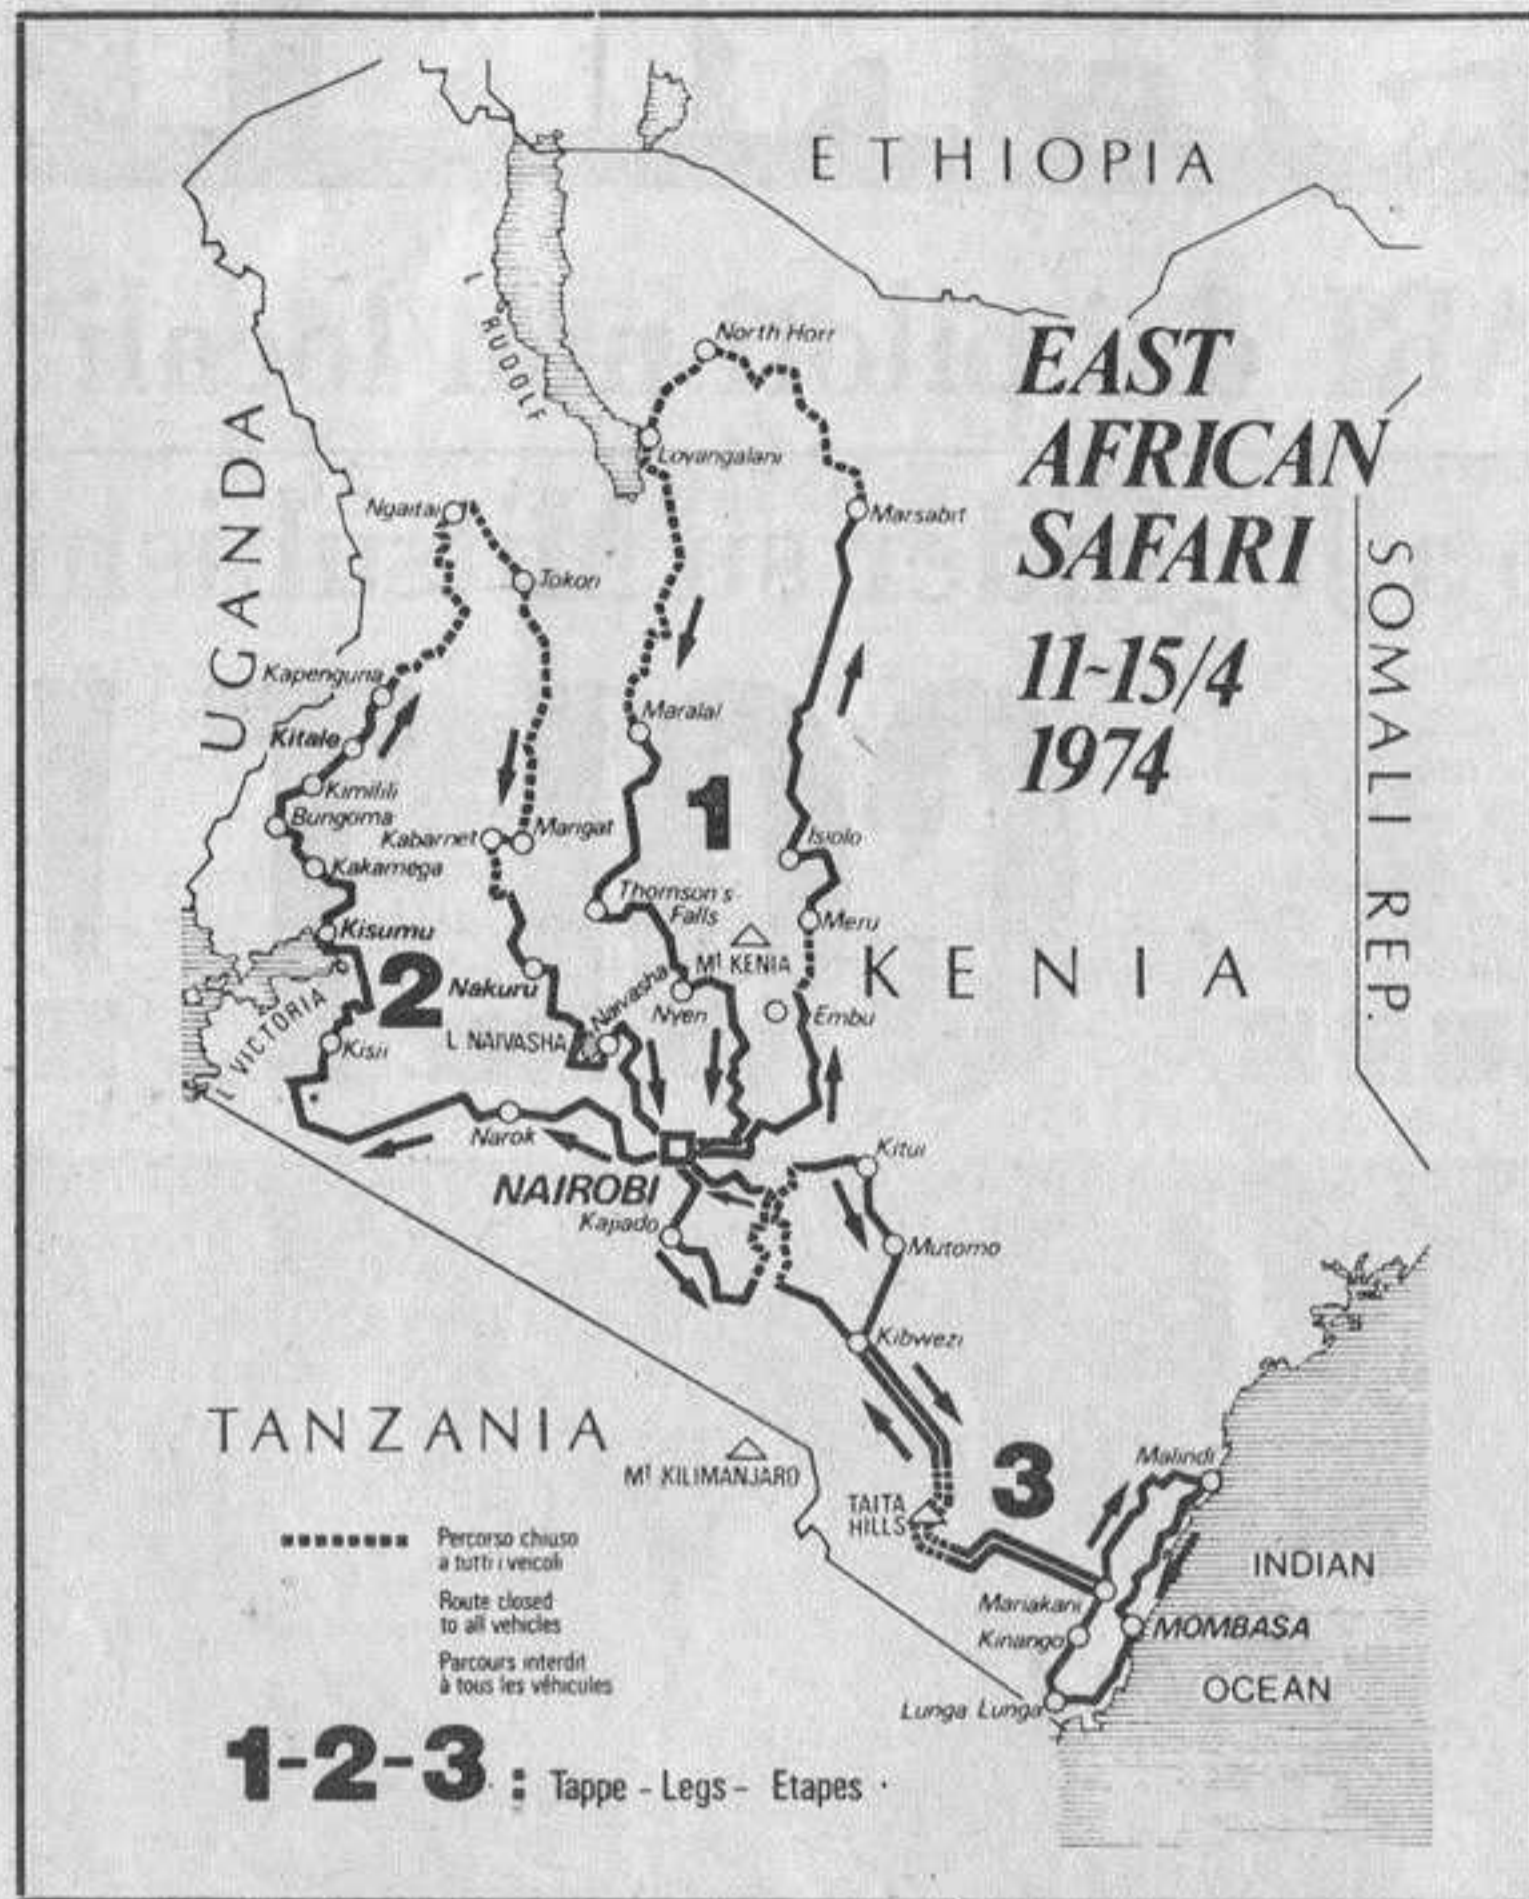 ETHIOPIA
EAST
AFRICAN
SAFARI
11-15/4
1974
UGANDA
L. RUDOLF
SOMALI REP.
North Horr
Loyangalani
Marsabit
Ngaitai
Tokon
Kapenguria
Kitale
Kimilili
Bungoma
Kakamega
Kabarnet
Marigat
Maralal
1
Isiolo
Thomson's
Falls
Meru
Mt KENIA
KENIA
Kisumu
2
Nakuru
Naivasha
L NAIVASHA
Nyeri
Embu
L VICTORIA
Kisii
Narok
NAIROBI
Kitui
Kapado
Mutomo
Kibwezi
TANZANIA
Mt KILIMANJARO
TAITA
HILLS
3
Malindi
INDIAN
OCEAN
Mariakani
Kinango
MOMBASA
Lunga Lunga
Percorso chiuso
a tutti i veicoli
Route closed
to all vehicles
Parcours interdit
à tous les véhicules
1-2-3 : Tappe - Legs - Etapes